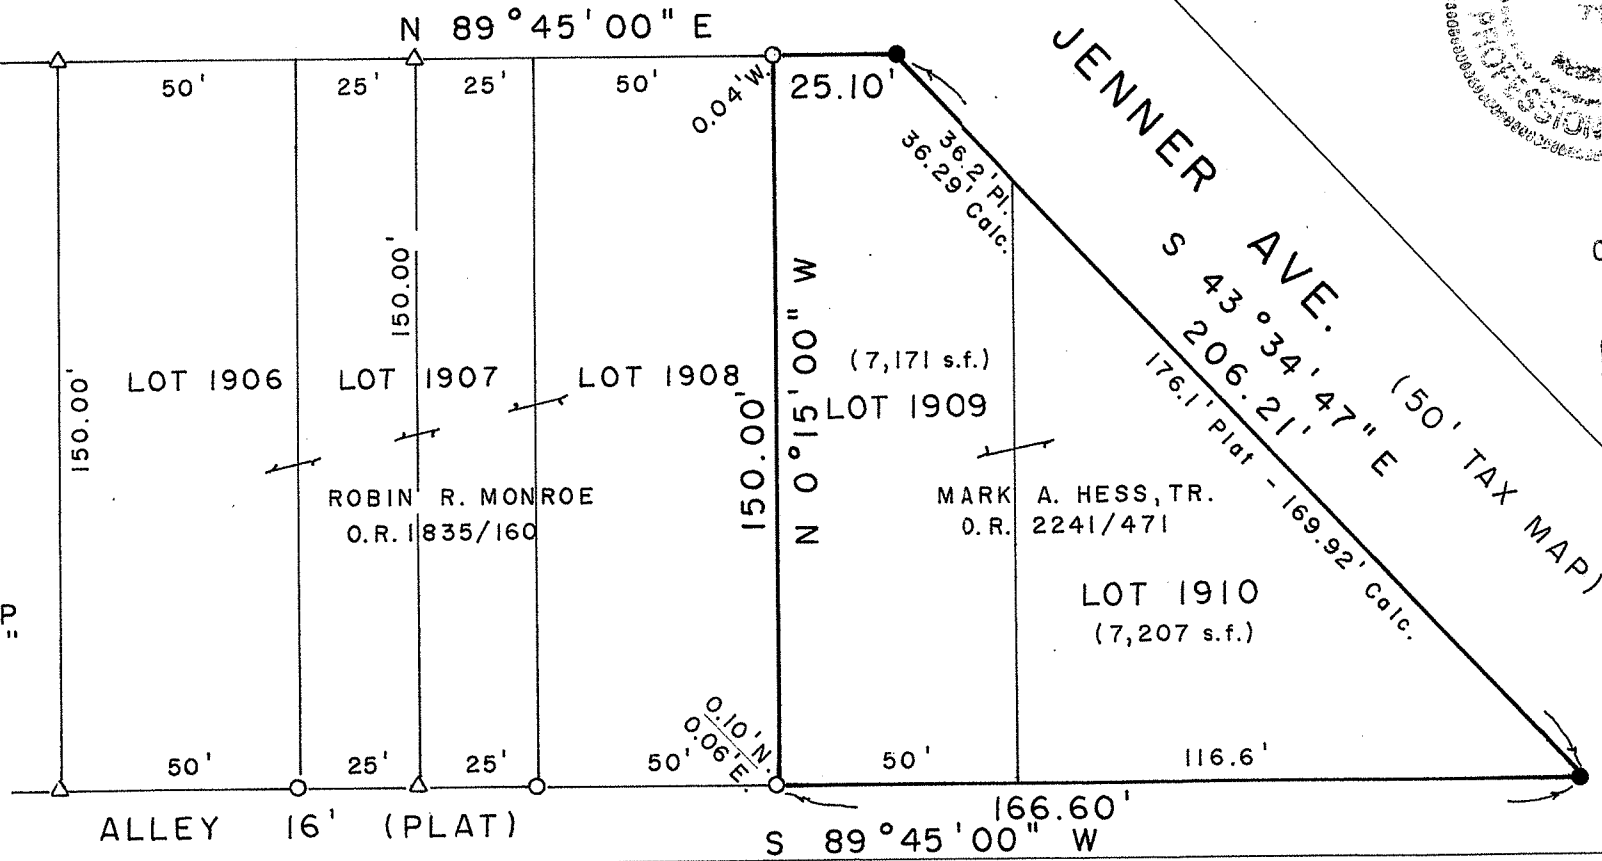 N 89°45'00" E
50'
25'
25'
50'
0.04'W.
25.10'
36.2' Pl.
36.29' Calc.
JENNER AVE.
S 43°34'47" E
206.21'
(50' TAX MAP)
176.1' Plat - 169.92' Calc.
PROFESSION
150.00'
150.00'
150.00'
N 0°15'00" W
LOT 1906
LOT 1907
LOT 1908
(7,171 s.f.)
LOT 1909
ROBIN R. MONROE
O.R. 1835/160
MARK A. HESS, TR.
O.R. 2241/471
LOT 1910
(7,207 s.f.)
P
"
0.10'N.
0.06'E.
50'
25'
25'
50'
50'
116.6'
166.60'
ALLEY 16' (PLAT)
S 89°45'00" W